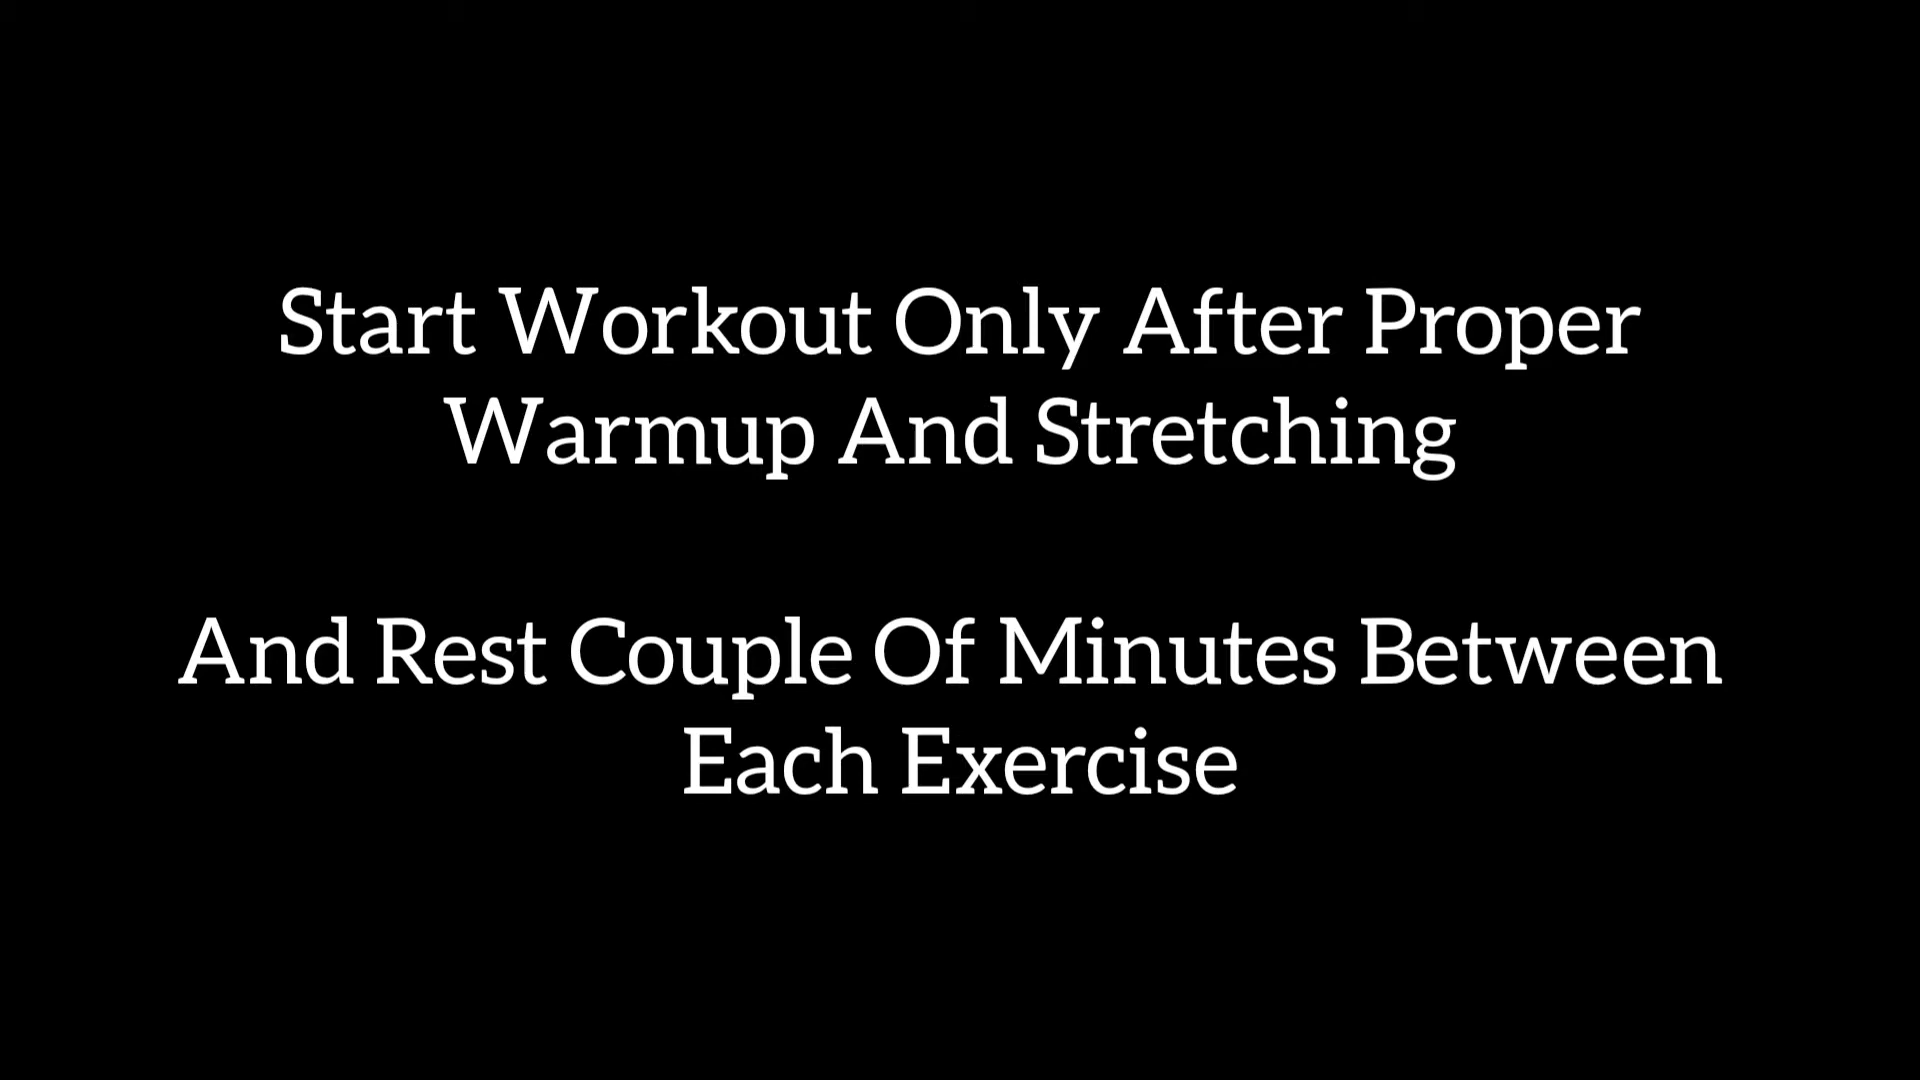 Start Workout Only After Proper
Warmup And Stretching
And Rest Couple Of Minutes Between
Each Exercise